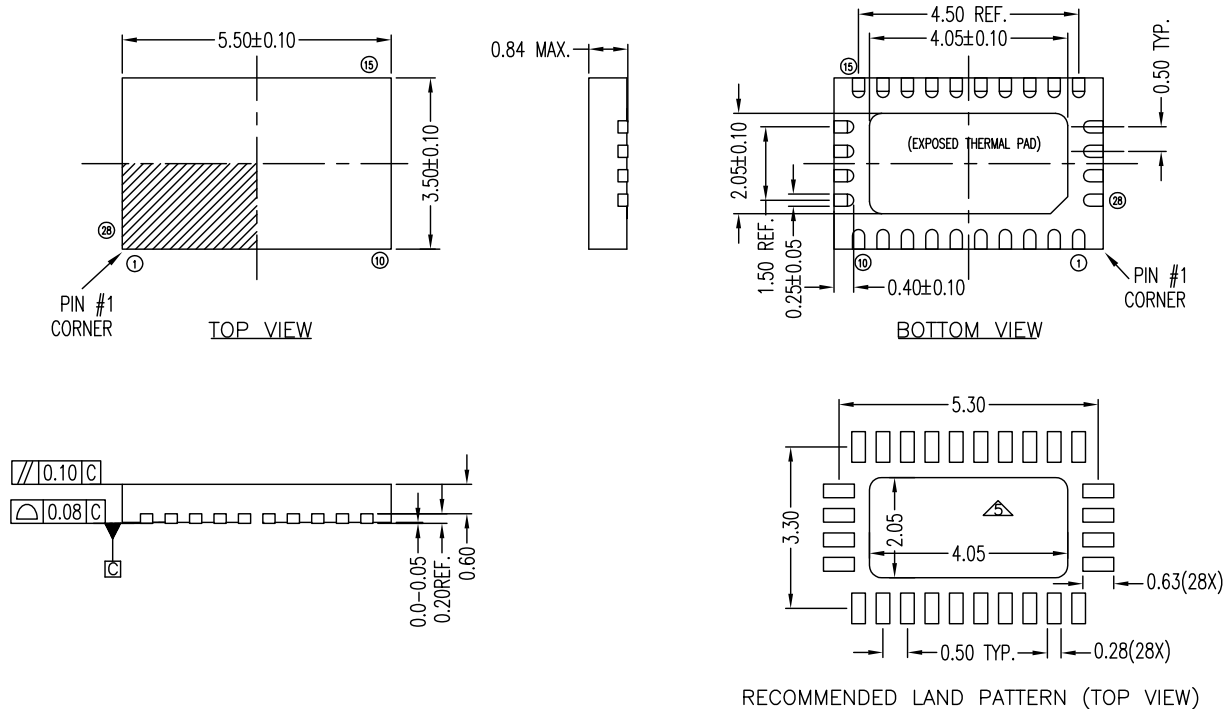 5.50±0.10
15
3.50±0.10
28
1
10
PIN #1
CORNER
TOP VIEW
0.84 MAX.
4.50 REF.
4.05±0.10
0.50 TYP.
15
(EXPOSED THERMAL PAD)
2.05±0.10
1.50 REF.
0.25±0.05
0.40±0.10
28
10
1
PIN #1
CORNER
BOTTOM VIEW
// 0.10 C
0.08 C
C
0.0-0.05
0.20REF.
0.60
5.30
3.30
2.05
4.05
5
0.63(28X)
0.50 TYP.
0.28(28X)
RECOMMENDED LAND PATTERN (TOP VIEW)